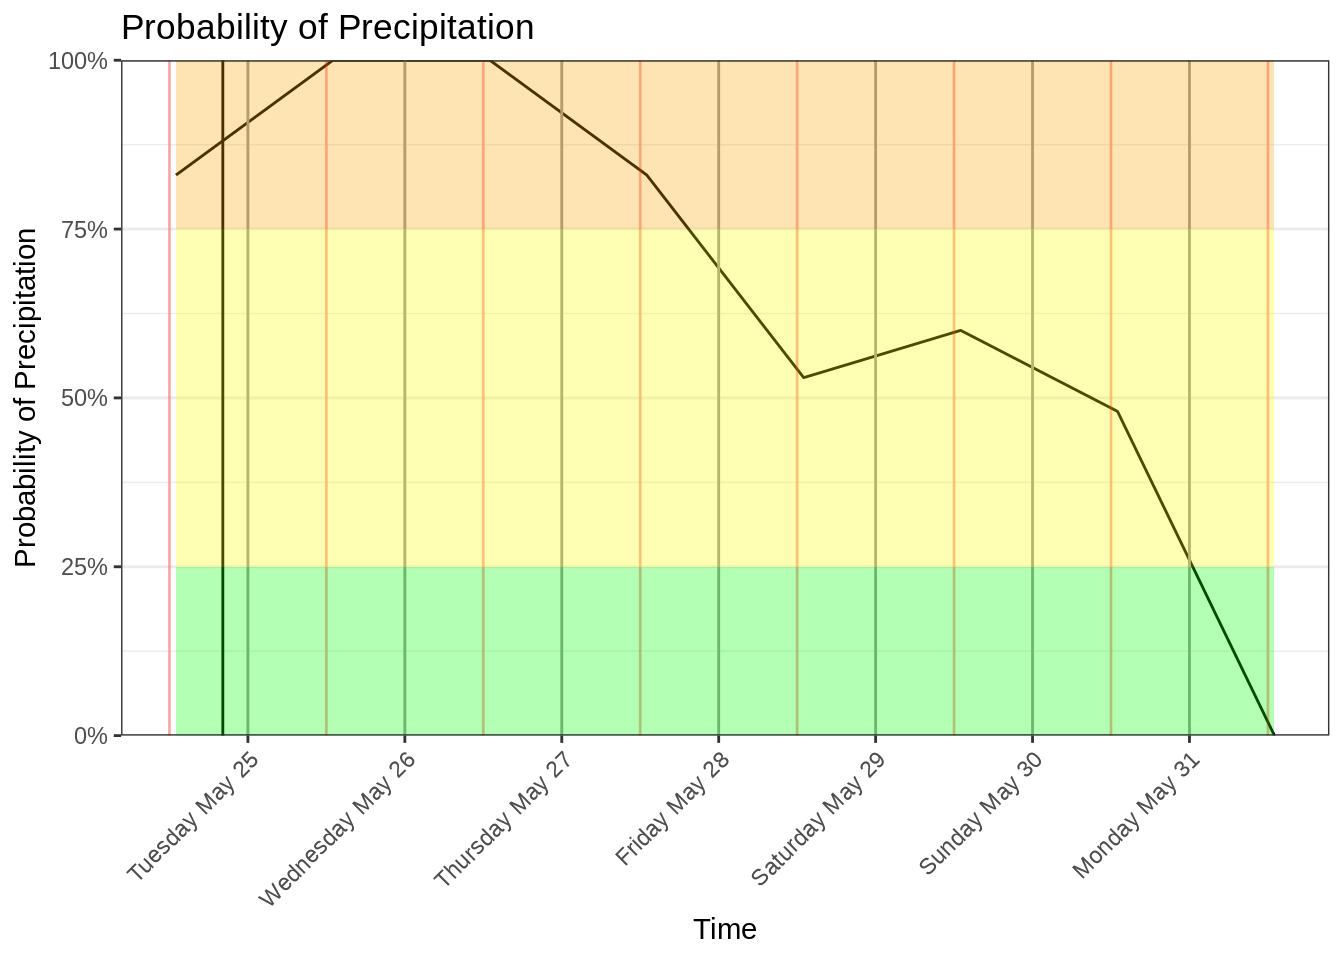 Probability of Precipitation
Probability of Precipitation
100%
75%
50%
25%
0%
Tuesday May 25
Wednesday May 26
Thursday May 27
Friday May 28
Saturday May 29
Sunday May 30
Monday May 31
Time